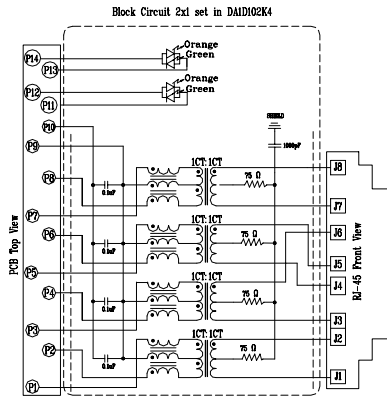 Block Circuit 2x1 set in DA1D102K4
P14
Orange
Green
P13
P12
Orange
Green
P11
SHIELD
P10
1000pF
P9
1CT:1CT
J8
P8
0.1uF
75 Ω
J7
P7
1CT:1CT
J6
P6
0.1uF
75 Ω
J5
P5
1CT:1CT
J4
P4
0.1uF
75 Ω
J3
P3
1CT:1CT
J2
P2
0.1uF
75 Ω
J1
P1
PCB Top View
RJ-45 Front View